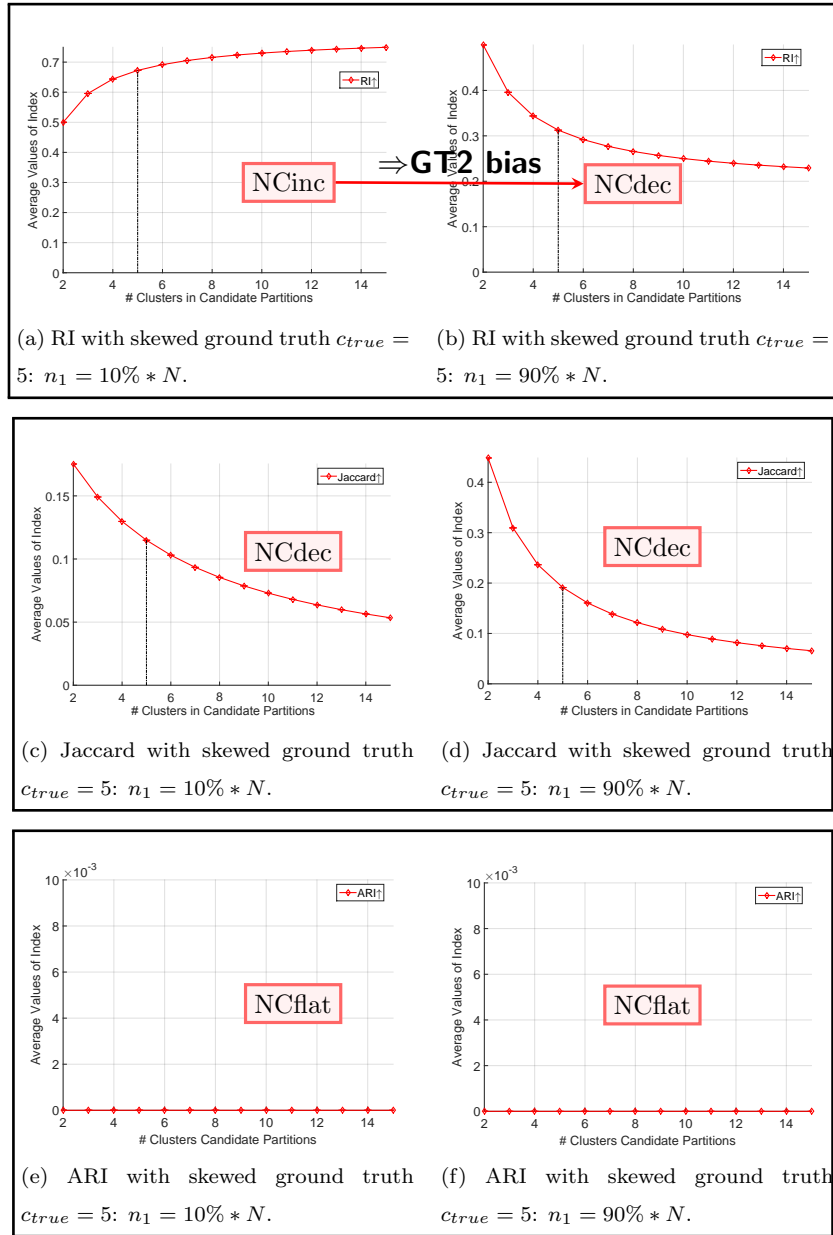 0.7
0.6
0.5
0.4
0.3
0.2
0.1
0
2 4 6 8 10 12 14
# Clusters in Candidate Partitions
Average Values of Index
RI↑
NCinc
⇒GT2 bias
0.4
0.3
0.2
0.1
0
2 4 6 8 10 12 14
# Clusters in Candidate Partitions
Average Values of Index
RI↑
NCdec
(a) RI with skewed ground truth c_true =
5: n_1 = 10% ∗ N.
(b) RI with skewed ground truth c_true =
5: n_1 = 90% ∗ N.
0.15
0.1
0.05
0
2 4 6 8 10 12 14
# Clusters in Candidate Partitions
Average Values of Index
Jaccard↑
NCdec
0.4
0.3
0.2
0.1
0
2 4 6 8 10 12 14
# Clusters in Candidate Partitions
Average Values of Index
Jaccard↑
NCdec
(c) Jaccard with skewed ground truth
c_true = 5: n_1 = 10% ∗ N.
(d) Jaccard with skewed ground truth
c_true = 5: n_1 = 90% ∗ N.
×10^-3
10
8
6
4
2
0
2 4 6 8 10 12 14
# Clusters Candidate Partitions
Average Values of Index
ARI↑
NCflat
×10^-3
10
8
6
4
2
0
2 4 6 8 10 12 14
# Clusters Candidate Partitions
Average Values of Index
ARI↑
NCflat
(e) ARI with skewed ground truth
c_true = 5: n_1 = 10% ∗ N.
(f) ARI with skewed ground truth
c_true = 5: n_1 = 90% ∗ N.